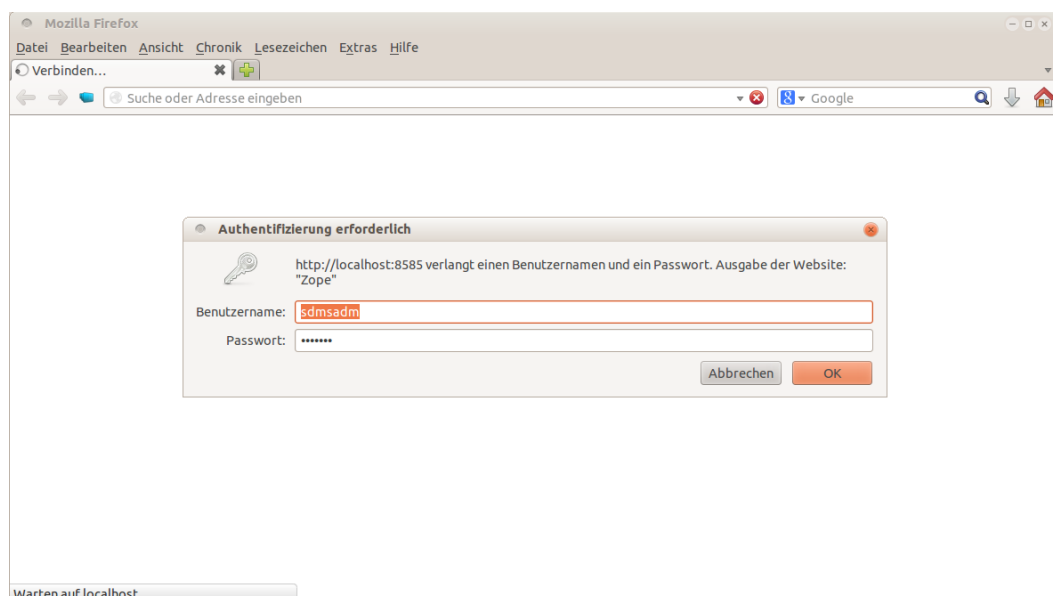 Mozilla Firefox
Datei Bearbeiten Ansicht Chronik Lesezeichen Extras Hilfe
Verbinden...
Suche oder Adresse eingeben
Google
Authentifizierung erforderlich
http://localhost:8585 verlangt einen Benutzernamen und ein Passwort. Ausgabe der Website:
"Zope"
Benutzername: sdmsadm
Passwort: •••••••
Abbrechen OK
Warten auf localhost